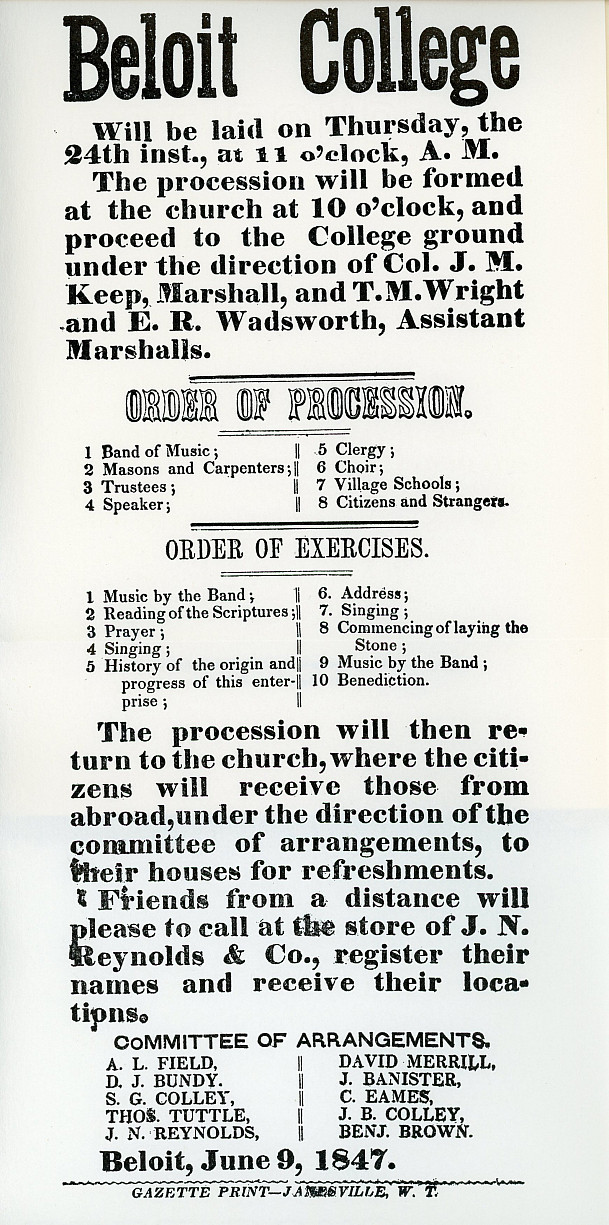 Beloit College
Will be laid on Thursday, the
24th inst., at 11 o'clock, A. M.
The procession will be formed
at the church at 10 o'clock, and
proceed to the College ground
under the direction of Col. J. M.
Keep, Marshall, and T.M.Wright
and E. R. Wadsworth, Assistant
Marshalls.
ORDER OF PROCESSION.
1 Band of Music;
2 Masons and Carpenters;
3 Trustees;
4 Speaker;
5 Clergy;
6 Choir;
7 Village Schools;
8 Citizens and Strangers.
ORDER OF EXERCISES.
1 Music by the Band;
2 Reading of the Scriptures;
3 Prayer;
4 Singing;
5 History of the origin and
progress of this enter-
prise;
6. Address;
7. Singing;
8 Commencing of laying the
Stone;
9 Music by the Band;
10 Benediction.
The procession will then re-
turn to the church, where the citi-
zens will receive those from
abroad, under the direction of the
committee of arrangements, to
their houses for refreshments.
Friends from a distance will
please to call at the store of J. N.
Reynolds & Co., register their
names and receive their loca-
tions.
COMMITTEE OF ARRANGEMENTS.
A. L. FIELD,
D. J. BUNDY.
S. G. COLLEY,
THOS. TUTTLE,
J. N. REYNOLDS,
DAVID MERRILL,
J. BANISTER,
C. EAMES,
J. B. COLLEY,
BENJ. BROWN.
Beloit, June 9, 1847.
GAZETTE PRINT—JANESVILLE, W. T.